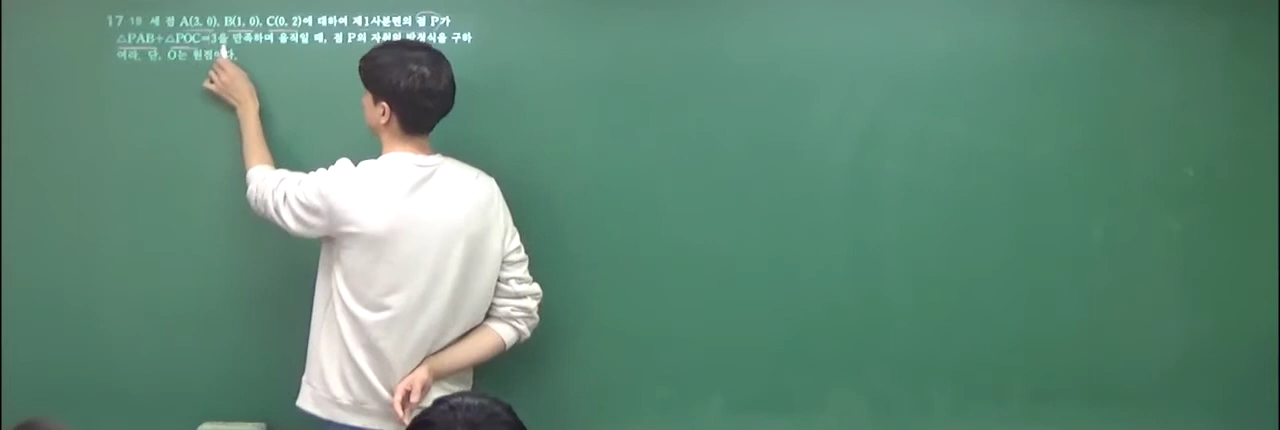 17 18 세 점 A(3, 0), B(1, 0), C(0, 2)에 대하여 제1사분면의 점 P가
△PAB+△POC=3을 만족하며 움직일 때, 점 P의 자취의 방정식을 구하
여라. 단, O는 원점이다.